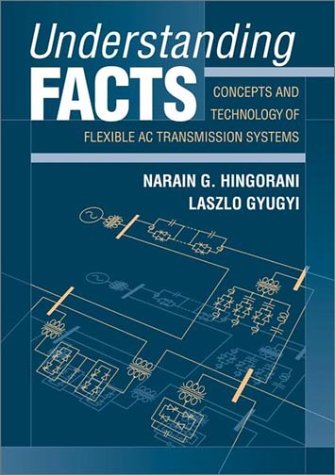 Understanding
FACTS
CONCEPTS AND
TECHNOLOGY OF
FLEXIBLE AC TRANSMISSION SYSTEMS
NARAIN G. HINGORANI
LASZLO GYUGYI